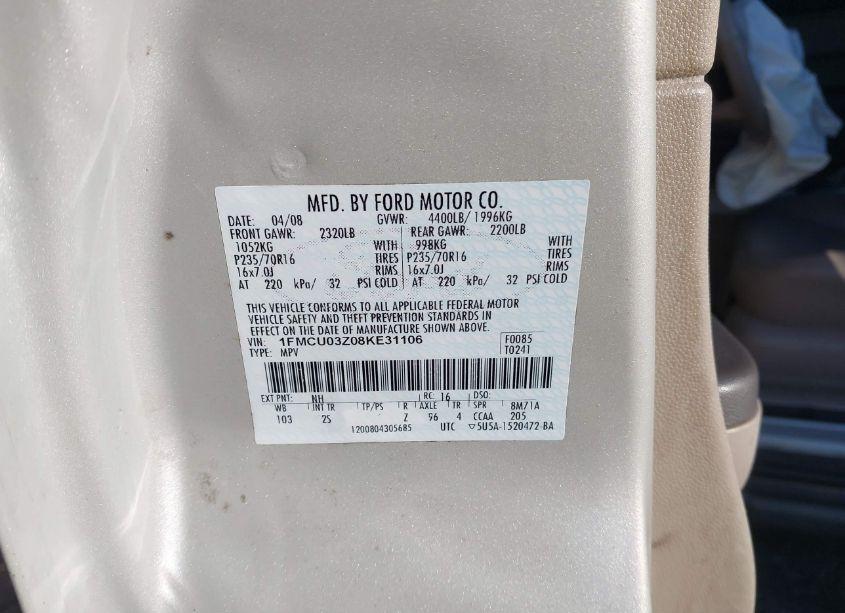 MFD. BY FORD MOTOR CO.
DATE: 04/08 GVWR: 4400LB/ 1996KG
FRONT GAWR: 2320LB REAR GAWR: 2200LB
1052KG WITH 998KG WITH
P235/70R16 TIRES P235/70R16 TIRES
16x7.0J RIMS 16x7.0J RIMS
AT 220 kPa/ 32 PSI COLD AT 220 kPa/ 32 PSI COLD
THIS VEHICLE CONFORMS TO ALL APPLICABLE FEDERAL MOTOR
VEHICLE SAFETY AND THEFT PREVENTION STANDARDS IN
EFFECT ON THE DATE OF MANUFACTURE SHOWN ABOVE.
VIN: 1FMCU03Z08KE31106 F0085
TYPE: MPV T0241
EXT PNT: NH RC: 16 DSO:
WB INT TR TP/PS R AXLE TR SPR 8M71A
103 2S Z 96 4 CCAA 205
1200804305685 UTC ▽5U5A-1520472-BA